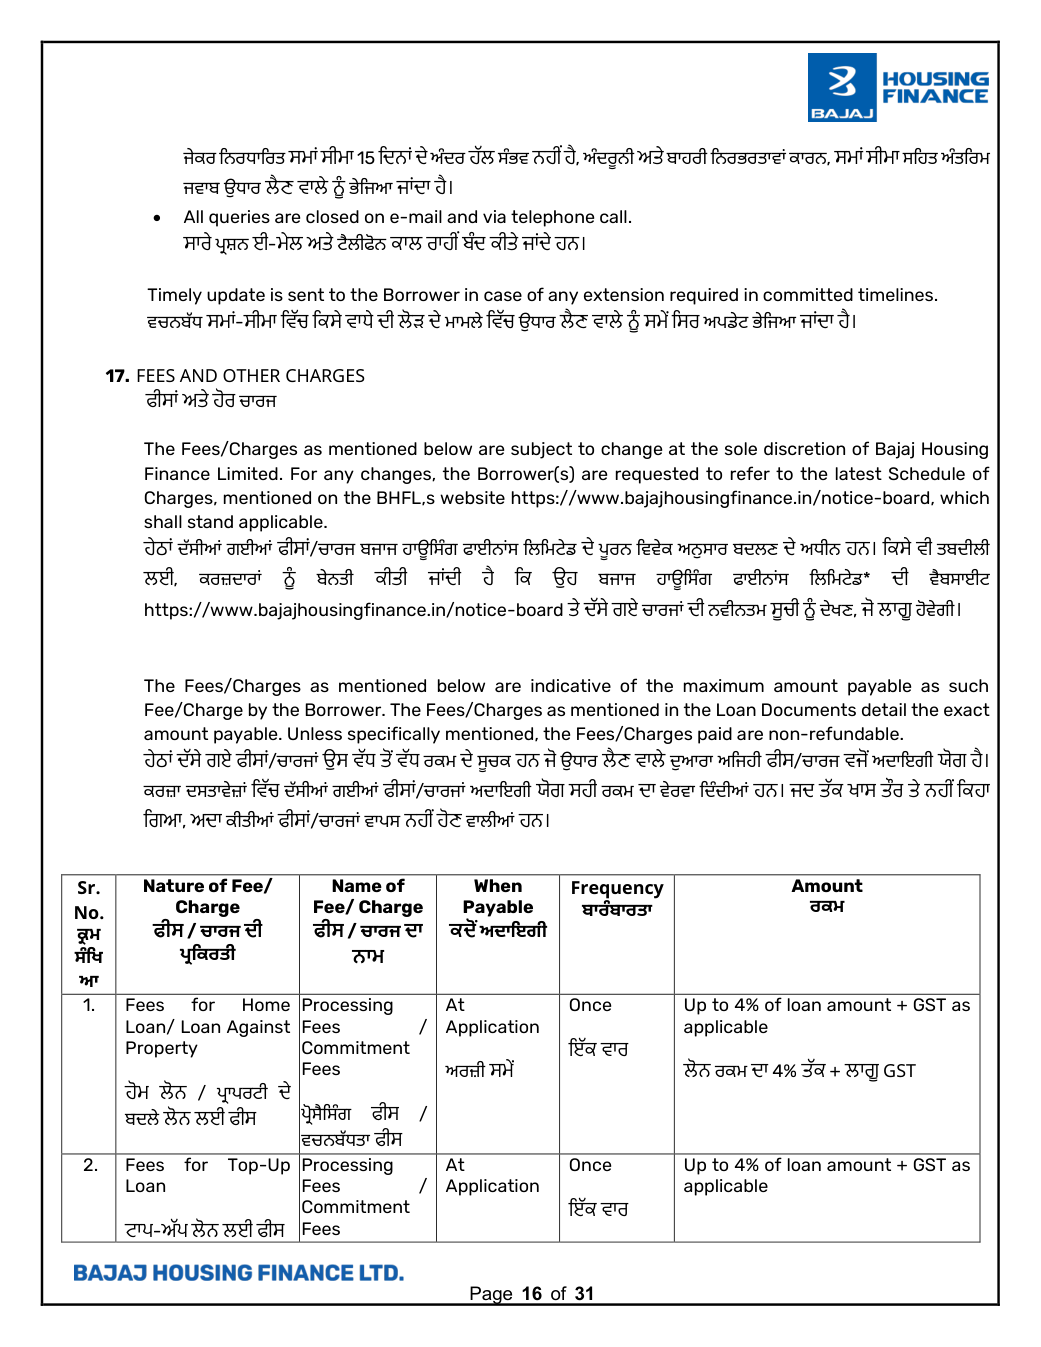 BAJAJ
HOUSING
FINANCE
ਜੇਕਰ ਨਿਰਧਾਰਿਤ ਸਮਾਂ ਸੀਮਾ 15 ਦਿਨਾਂ ਦੇ ਅੰਦਰ ਹੱਲ ਸੰਭਵ ਨਹੀਂ ਹੈ, ਅੰਦਰੂਨੀ ਅਤੇ ਬਾਹਰੀ ਨਿਰਭਰਤਾਵਾਂ ਕਾਰਨ, ਸਮਾਂ ਸੀਮਾ ਸਹਿਤ ਅੰਤਰਿਮ
ਜਵਾਬ ਉਧਾਰ ਲੈਣ ਵਾਲੇ ਨੂੰ ਭੇਜਿਆ ਜਾਂਦਾ ਹੈ।
• All queries are closed on e-mail and via telephone call.
ਸਾਰੇ ਪ੍ਰਸ਼ਨ ਈ-ਮੇਲ ਅਤੇ ਟੈਲੀਫੋਨ ਕਾਲ ਰਾਹੀਂ ਬੰਦ ਕੀਤੇ ਜਾਂਦੇ ਹਨ।
Timely update is sent to the Borrower in case of any extension required in committed timelines.
ਵਚਨਬੱਧ ਸਮਾਂ-ਸੀਮਾ ਵਿੱਚ ਕਿਸੇ ਵਾਧੇ ਦੀ ਲੋੜ ਦੇ ਮਾਮਲੇ ਵਿੱਚ ਉਧਾਰ ਲੈਣ ਵਾਲੇ ਨੂੰ ਸਮੇਂ ਸਿਰ ਅਪਡੇਟ ਭੇਜਿਆ ਜਾਂਦਾ ਹੈ।
17. FEES AND OTHER CHARGES
ਫੀਸਾਂ ਅਤੇ ਹੋਰ ਚਾਰਜ
The Fees/Charges as mentioned below are subject to change at the sole discretion of Bajaj Housing
Finance Limited. For any changes, the Borrower(s) are requested to refer to the latest Schedule of
Charges, mentioned on the BHFL,s website https://www.bajajhousingfinance.in/notice-board, which
shall stand applicable.
ਹੇਠਾਂ ਦੱਸੀਆਂ ਗਈਆਂ ਫੀਸਾਂ/ਚਾਰਜ ਬਜਾਜ ਹਾਊਸਿੰਗ ਫਾਈਨਾਂਸ ਲਿਮਿਟੇਡ ਦੇ ਪੂਰਨ ਵਿਵੇਕ ਅਨੁਸਾਰ ਬਦਲਣ ਦੇ ਅਧੀਨ ਹਨ। ਕਿਸੇ ਵੀ ਤਬਦੀਲੀ
ਲਈ, ਕਰਜ਼ਦਾਰਾਂ ਨੂੰ ਬੇਨਤੀ ਕੀਤੀ ਜਾਂਦੀ ਹੈ ਕਿ ਉਹ ਬਜਾਜ ਹਾਊਸਿੰਗ ਫਾਈਨਾਂਸ ਲਿਮਿਟੇਡ* ਦੀ ਵੈਬਸਾਈਟ
https://www.bajajhousingfinance.in/notice-board ਤੇ ਦੱਸੇ ਗਏ ਚਾਰਜਾਂ ਦੀ ਨਵੀਨਤਮ ਸੂਚੀ ਨੂੰ ਦੇਖਣ, ਜੋ ਲਾਗੂ ਹੋਵੇਗੀ।
The Fees/Charges as mentioned below are indicative of the maximum amount payable as such
Fee/Charge by the Borrower. The Fees/Charges as mentioned in the Loan Documents detail the exact
amount payable. Unless specifically mentioned, the Fees/Charges paid are non-refundable.
ਹੇਠਾਂ ਦੱਸੇ ਗਏ ਫੀਸਾਂ/ਚਾਰਜਾਂ ਉਸ ਵੱਧ ਤੋਂ ਵੱਧ ਰਕਮ ਦੇ ਸੂਚਕ ਹਨ ਜੋ ਉਧਾਰ ਲੈਣ ਵਾਲੇ ਦੁਆਰਾ ਅਜਿਹੀ ਫੀਸ/ਚਾਰਜ ਵਜੋਂ ਅਦਾਇਗੀ ਯੋਗ ਹੈ।
ਕਰਜ਼ਾ ਦਸਤਾਵੇਜ਼ਾਂ ਵਿੱਚ ਦੱਸੀਆਂ ਗਈਆਂ ਫੀਸਾਂ/ਚਾਰਜਾਂ ਅਦਾਇਗੀ ਯੋਗ ਸਹੀ ਰਕਮ ਦਾ ਵੇਰਵਾ ਦਿੰਦੀਆਂ ਹਨ। ਜਦ ਤੱਕ ਖਾਸ ਤੌਰ ਤੇ ਨਹੀਂ ਕਿਹਾ
ਗਿਆ, ਅਦਾ ਕੀਤੀਆਂ ਫੀਸਾਂ/ਚਾਰਜਾਂ ਵਾਪਸ ਨਹੀਂ ਹੋਣ ਵਾਲੀਆਂ ਹਨ।
Sr.
No.
ਕ੍ਰਮ
ਸੰਖਿ
ਆ
Nature of Fee/
Charge
ਫੀਸ / ਚਾਰਜ ਦੀ
ਪ੍ਰਕਿਰਤੀ
Name of
Fee/ Charge
ਫੀਸ / ਚਾਰਜ ਦਾ
ਨਾਮ
When
Payable
ਕਦੋਂ ਅਦਾਇਗੀ
Frequency
ਬਾਰੰਬਾਰਤਾ
Amount
ਰਕਮ
1.
Fees for Home
Loan/ Loan Against
Property
ਹੋਮ ਲੋਨ / ਪ੍ਰਾਪਰਟੀ ਦੇ
ਬਦਲੇ ਲੋਨ ਲਈ ਫੀਸ
Processing
Fees /
Commitment
Fees
ਪ੍ਰੋਸੈਸਿੰਗ ਫੀਸ /
ਵਚਨਬੱਧਤਾ ਫੀਸ
At
Application
ਅਰਜ਼ੀ ਸਮੇਂ
Once
ਇੱਕ ਵਾਰ
Up to 4% of loan amount + GST as
applicable
ਲੋਨ ਰਕਮ ਦਾ 4% ਤੱਕ + ਲਾਗੂ GST
2.
Fees for Top-Up
Loan
ਟਾਪ-ਅੱਪ ਲੋਨ ਲਈ ਫੀਸ
Processing
Fees /
Commitment
Fees
At
Application
Once
ਇੱਕ ਵਾਰ
Up to 4% of loan amount + GST as
applicable
BAJAJ HOUSING FINANCE LTD.
Page 16 of 31